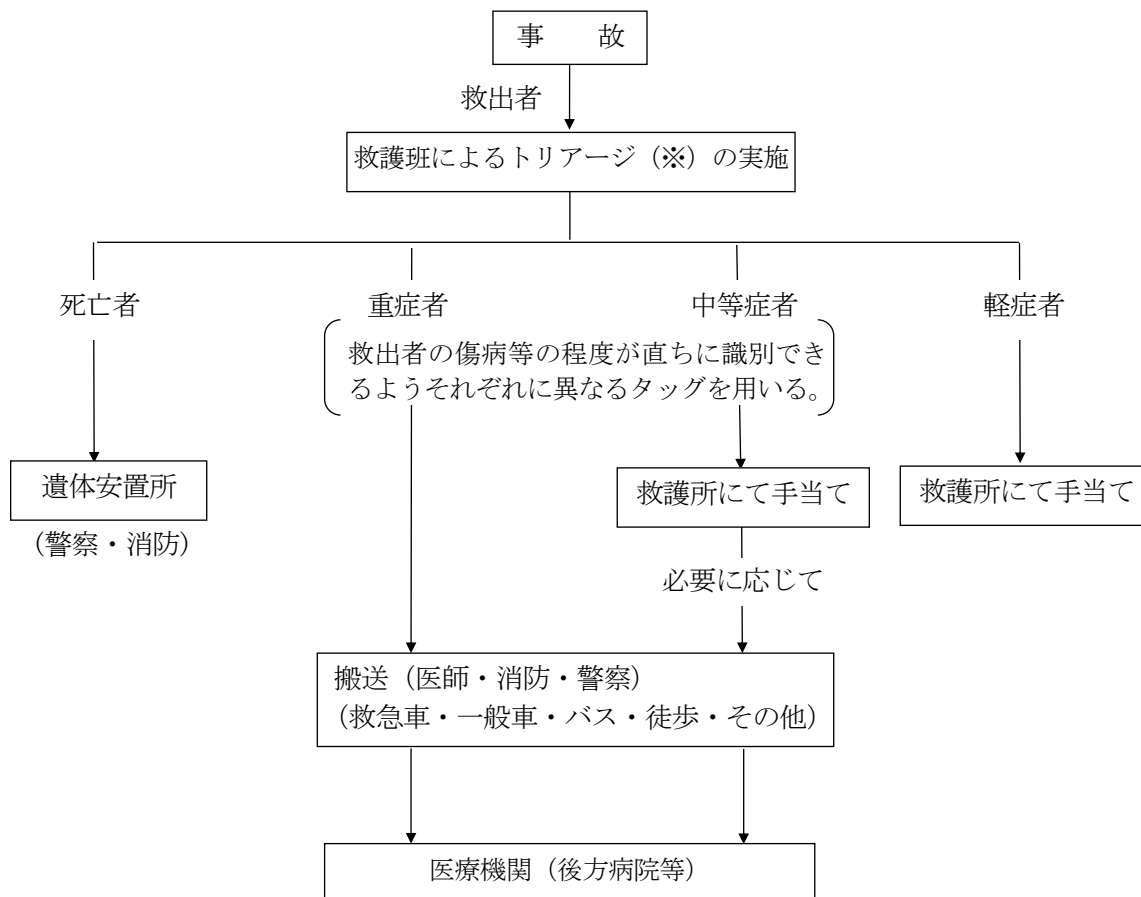 事　　故
救出者
救護班によるトリアージ（※）の実施
死亡者
重症者
中等症者
軽症者
救出者の傷病等の程度が直ちに識別でき
るようそれぞれに異なるタッグを用いる。
遺体安置所
（警察・消防）
救護所にて手当て
救護所にて手当て
必要に応じて
搬送（医師・消防・警察）
（救急車・一般車・バス・徒歩・その他）
医療機関（後方病院等）